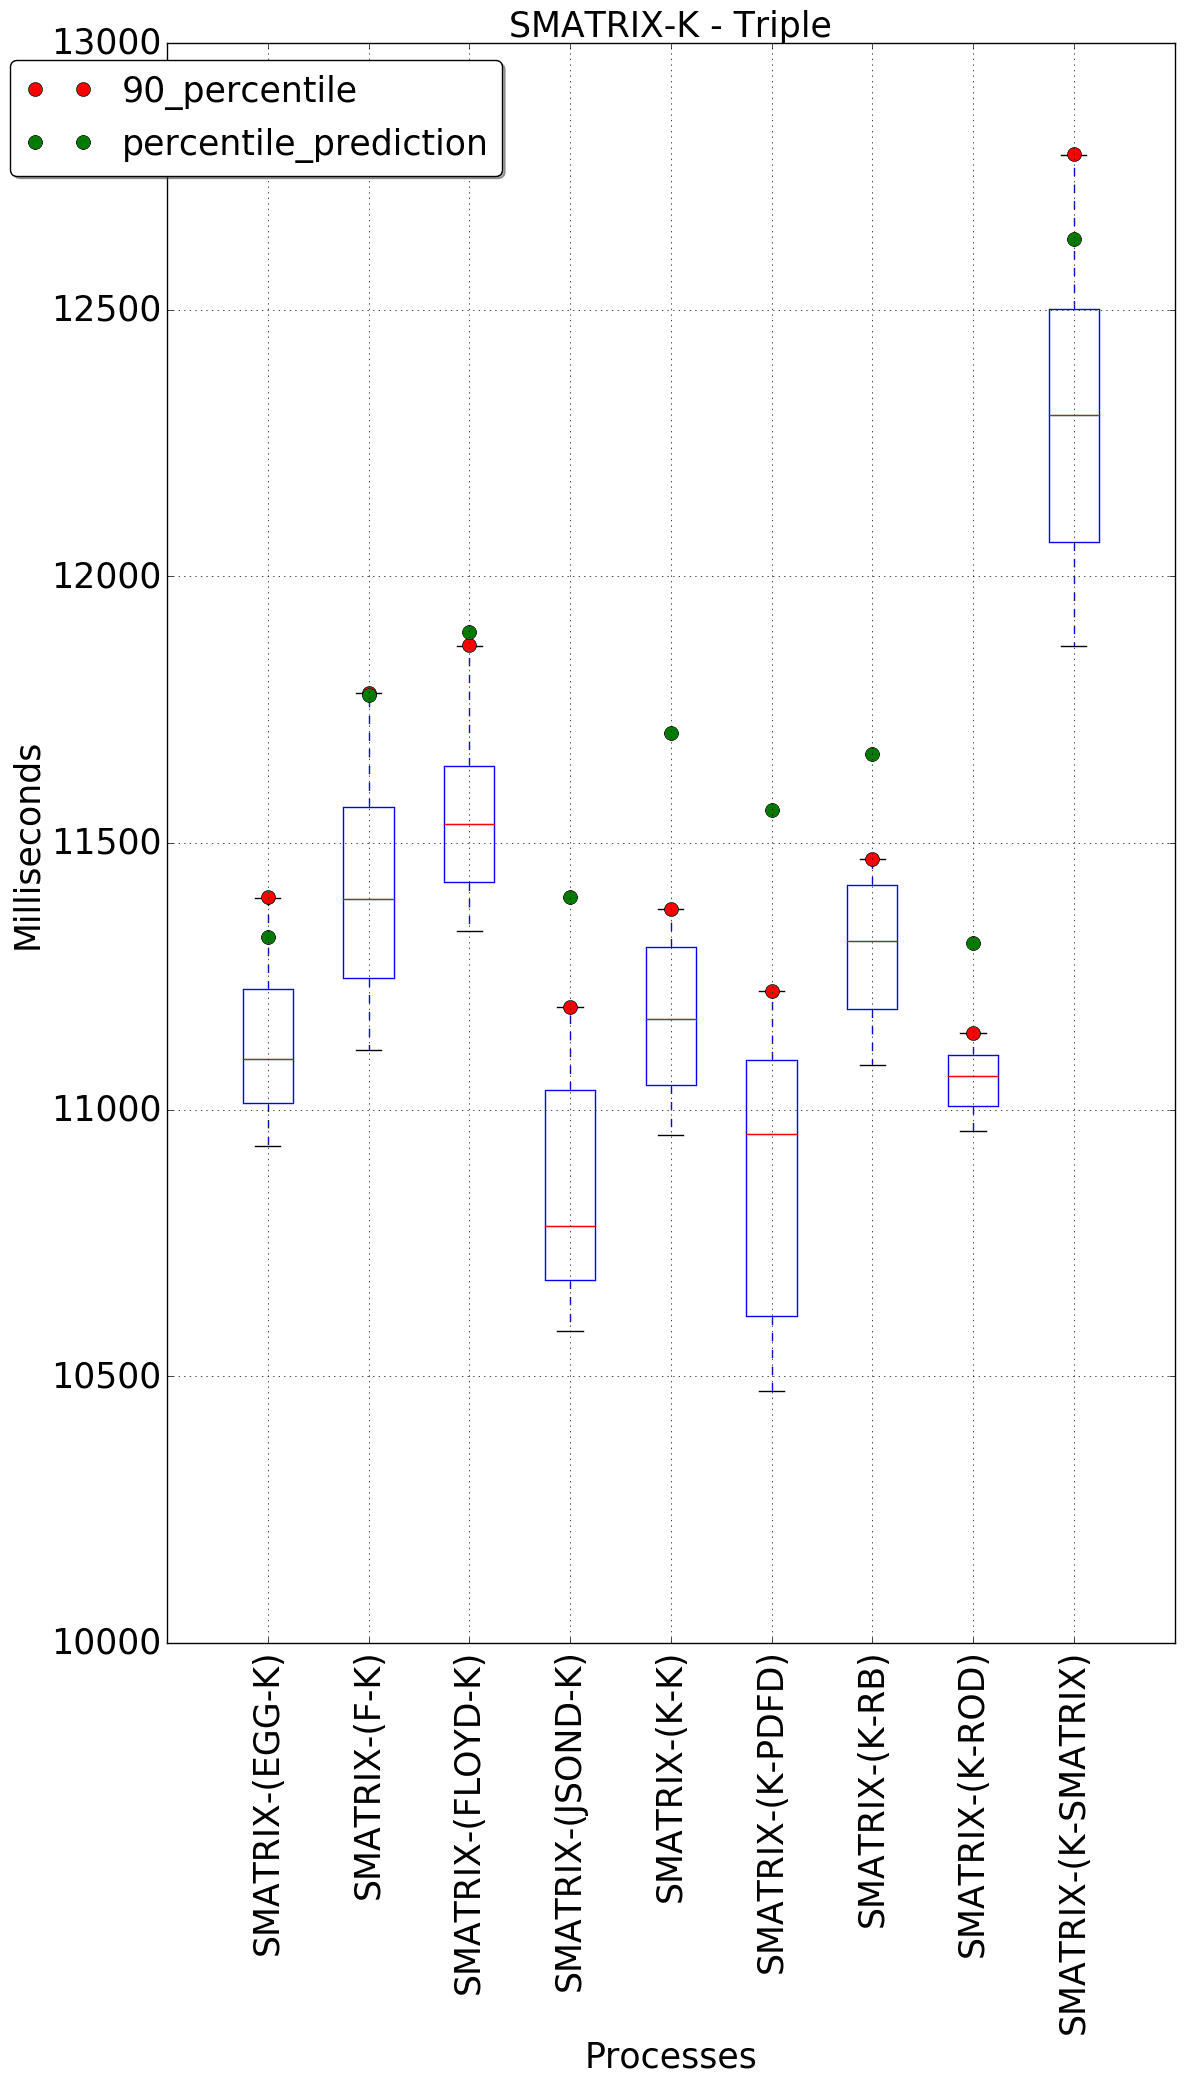 SMATRIX-K - Triple
90_percentile
percentile_prediction
13000
12500
12000
11500
11000
10500
10000
Milliseconds
SMATRIX-(EGG-K)
SMATRIX-(F-K)
SMATRIX-(FLOYD-K)
SMATRIX-(JSOND-K)
SMATRIX-(K-K)
SMATRIX-(K-PDFD)
SMATRIX-(K-RB)
SMATRIX-(K-ROD)
SMATRIX-(K-SMATRIX)
Processes